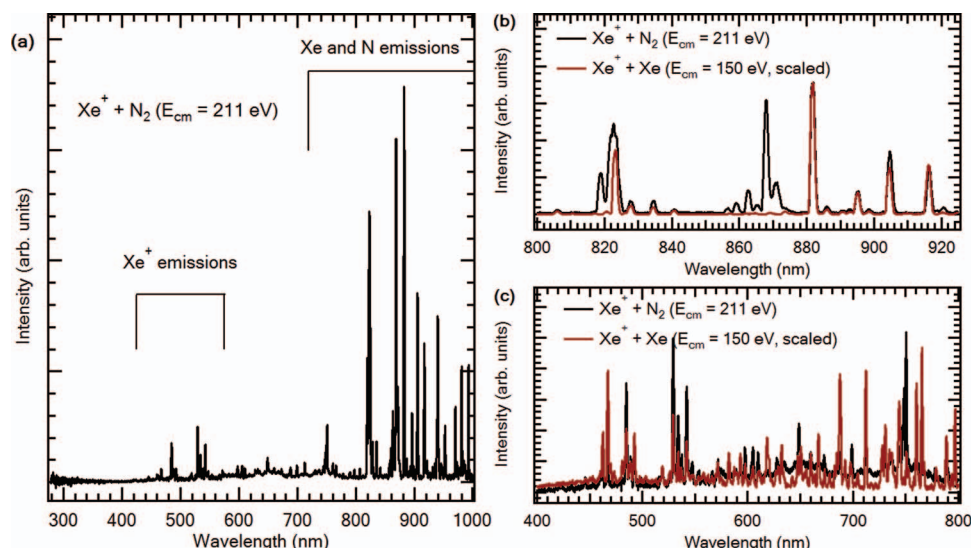 (a)
Xe and N emissions
Xe+ + N2 (Ecm = 211 eV)
Xe+ emissions
Intensity (arb. units)
300 400 500 600 700 800 900 1000
Wavelength (nm)
(b)
Xe+ + N2 (Ecm = 211 eV)
Xe+ + Xe (Ecm = 150 eV, scaled)
Intensity (arb. units)
800 820 840 860 880 900 920
Wavelength (nm)
(c)
Xe+ + N2 (Ecm = 211 eV)
Xe+ + Xe (Ecm = 150 eV, scaled)
Intensity (arb. units)
400 500 600 700 800
Wavelength (nm)